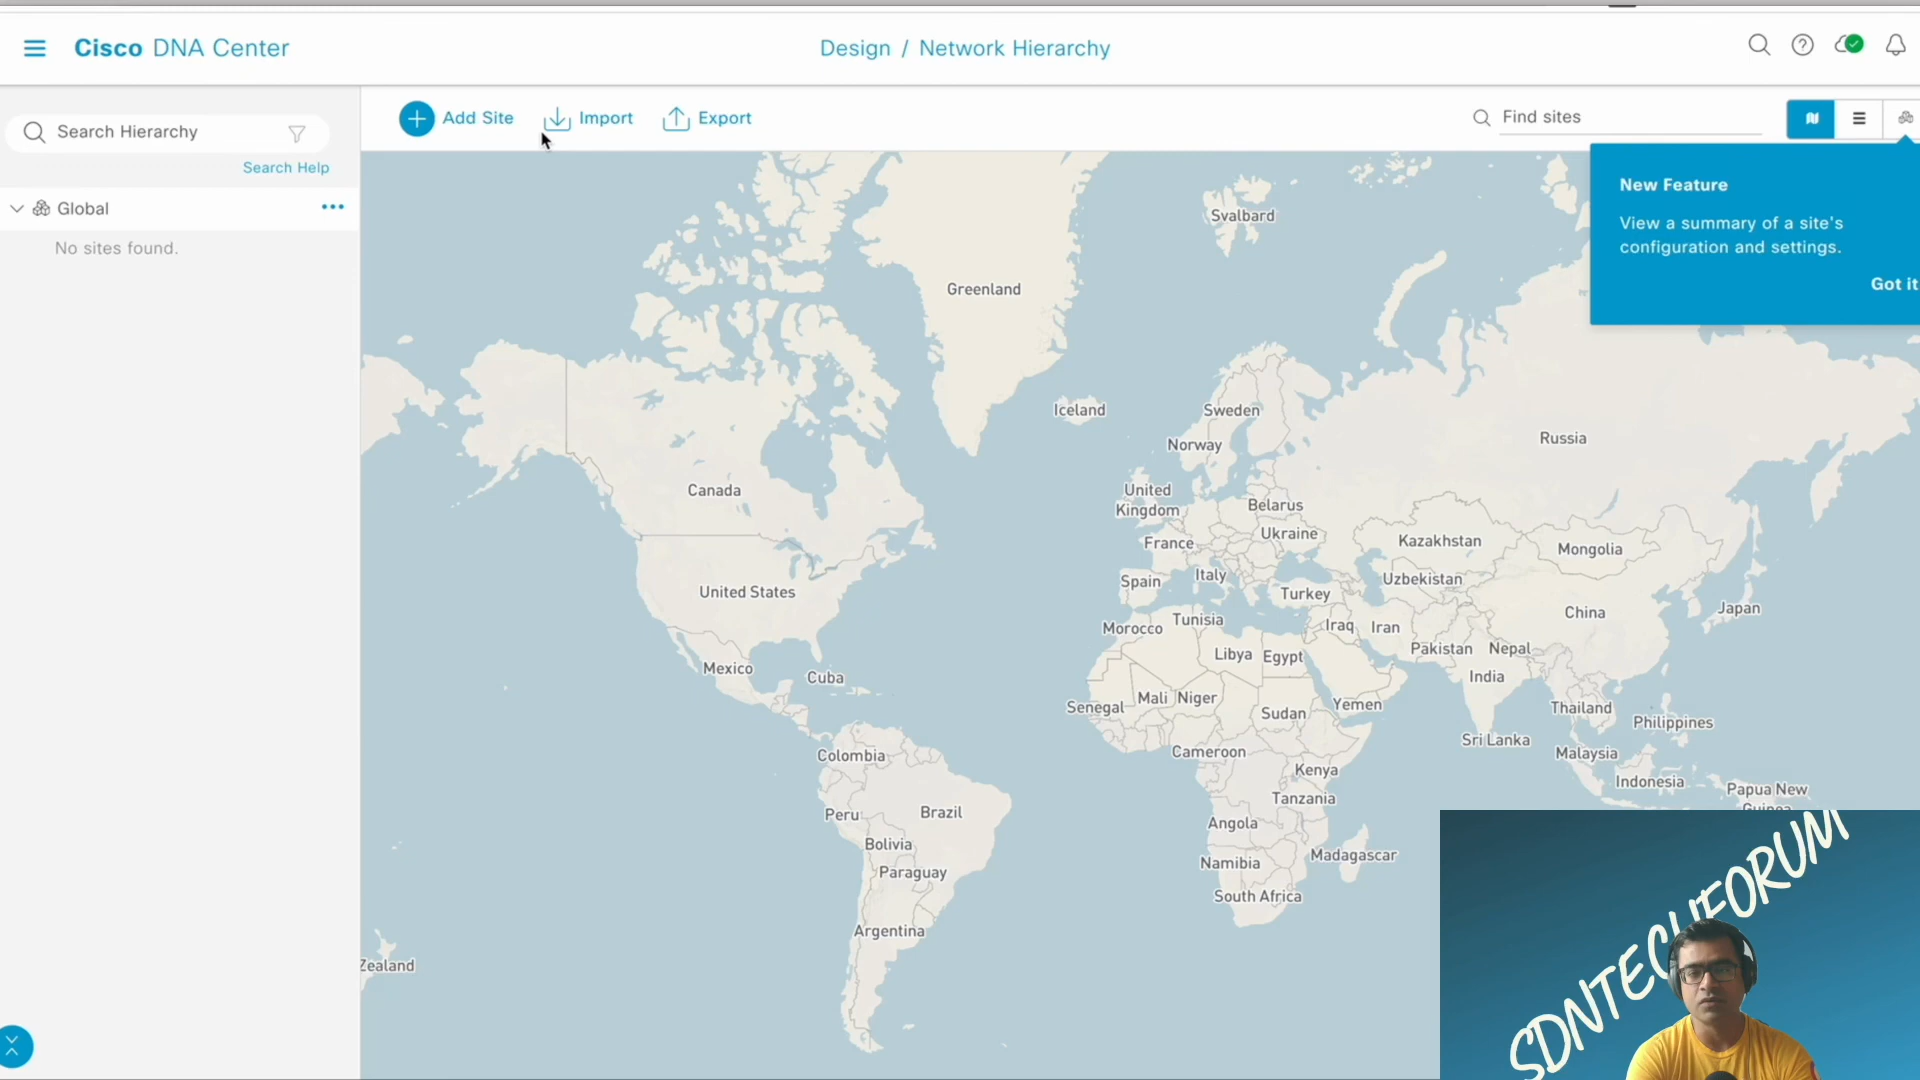 Cisco DNA Center
Design / Network Hierarchy
Search Hierarchy
Search Help
Global
No sites found.
Add Site
Import
Export
Find sites
New Feature
View a summary of a site's
configuration and settings.
Got it
Svalbard
Greenland
Iceland
Sweden
Norway
Russia
Canada
United
Kingdom
Belarus
Ukraine
France
Kazakhstan
Mongolia
Spain
Italy
Uzbekistan
United States
Turkey
China
Japan
Morocco
Tunisia
Iraq
Iran
Pakistan
Nepal
Mexico
Cuba
Libya
Egypt
India
Senegal
Mali
Niger
Sudan
Yemen
Thailand
Philippines
Sri Lanka
Colombia
Cameroon
Malaysia
Kenya
Indonesia
Papua New
Guinea
Tanzania
Peru
Brazil
Angola
Bolivia
Namibia
Madagascar
Paraguay
South Africa
Argentina
Zealand
SDNTECHFORUM